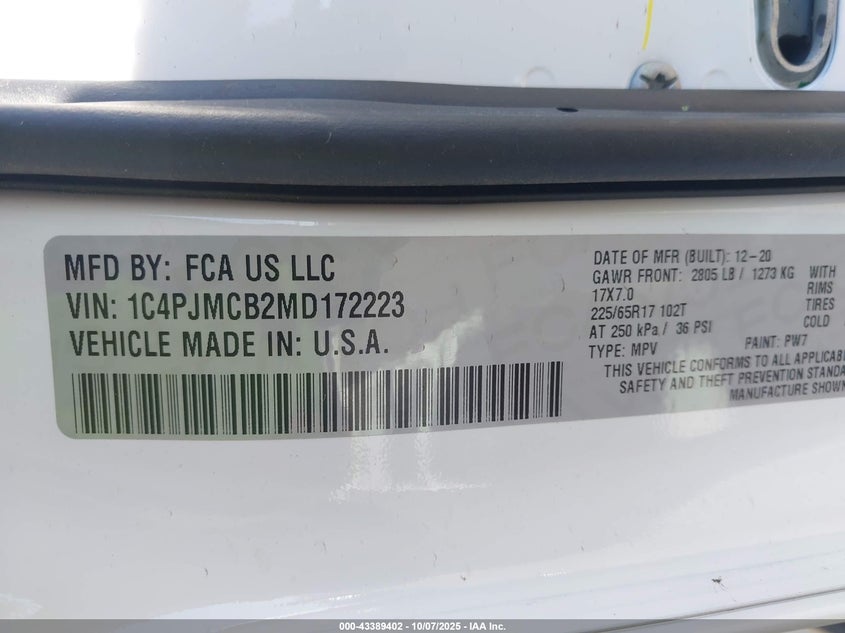 MFD BY: FCA US LLC
VIN: 1C4PJMCB2MD172223
VEHICLE MADE IN: U.S.A.
DATE OF MFR (BUILT): 12-20
GAWR FRONT: 2805 LB / 1273 KG WITH
17X7.0 RIMS
225/65R17 102T TIRES
AT 250 kPa / 36 PSI COLD
TYPE: MPV PAINT: PW7
THIS VEHICLE CONFORMS TO ALL APPLICAB
SAFETY AND THEFT PREVENTION STANDA
MANUFACTURE SHOWN
000-43389402 - 10/07/2025 - IAA Inc.